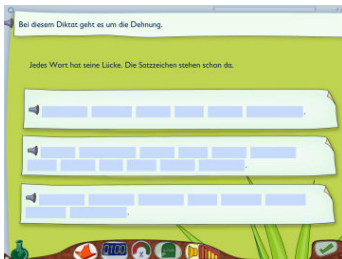 Bei diesem Diktat geht es um die Dehnung.
Jedes Wort hat seine Lücke. Die Satzzeichen stehen schon da.
.
.
.